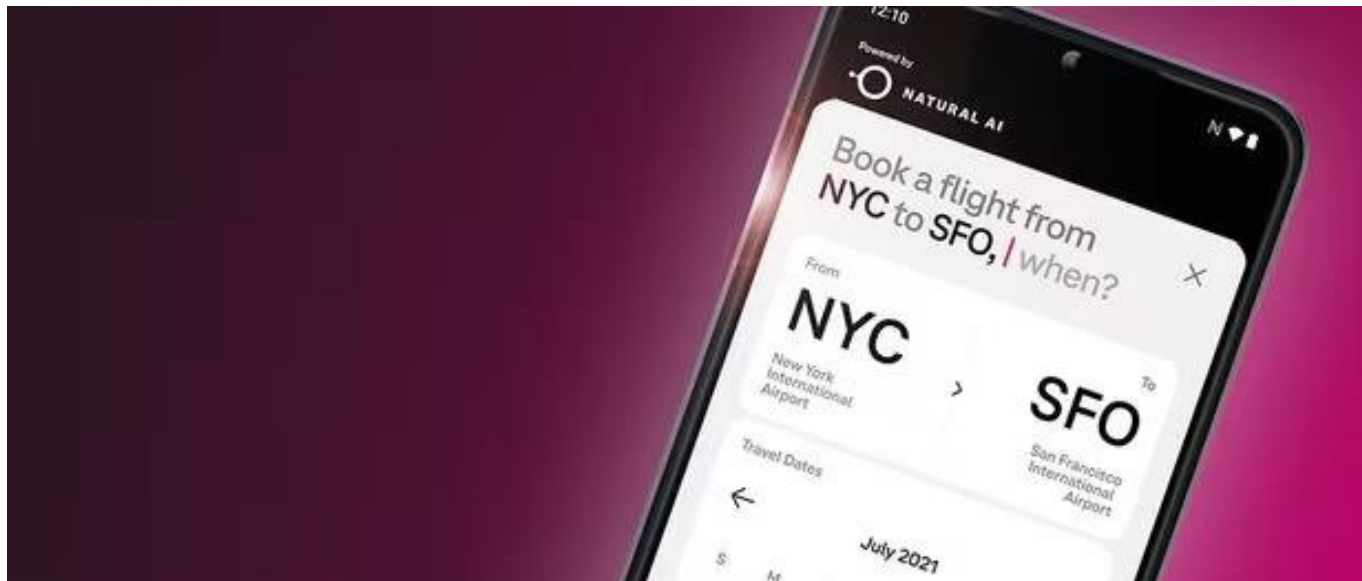 12:10
Powered by
NATURAL AI
N
Book a flight from
NYC to SFO, | when?
From
NYC
New York
International
Airport
To
SFO
San Francisco
International
Airport
Travel Dates
July 2021
S M